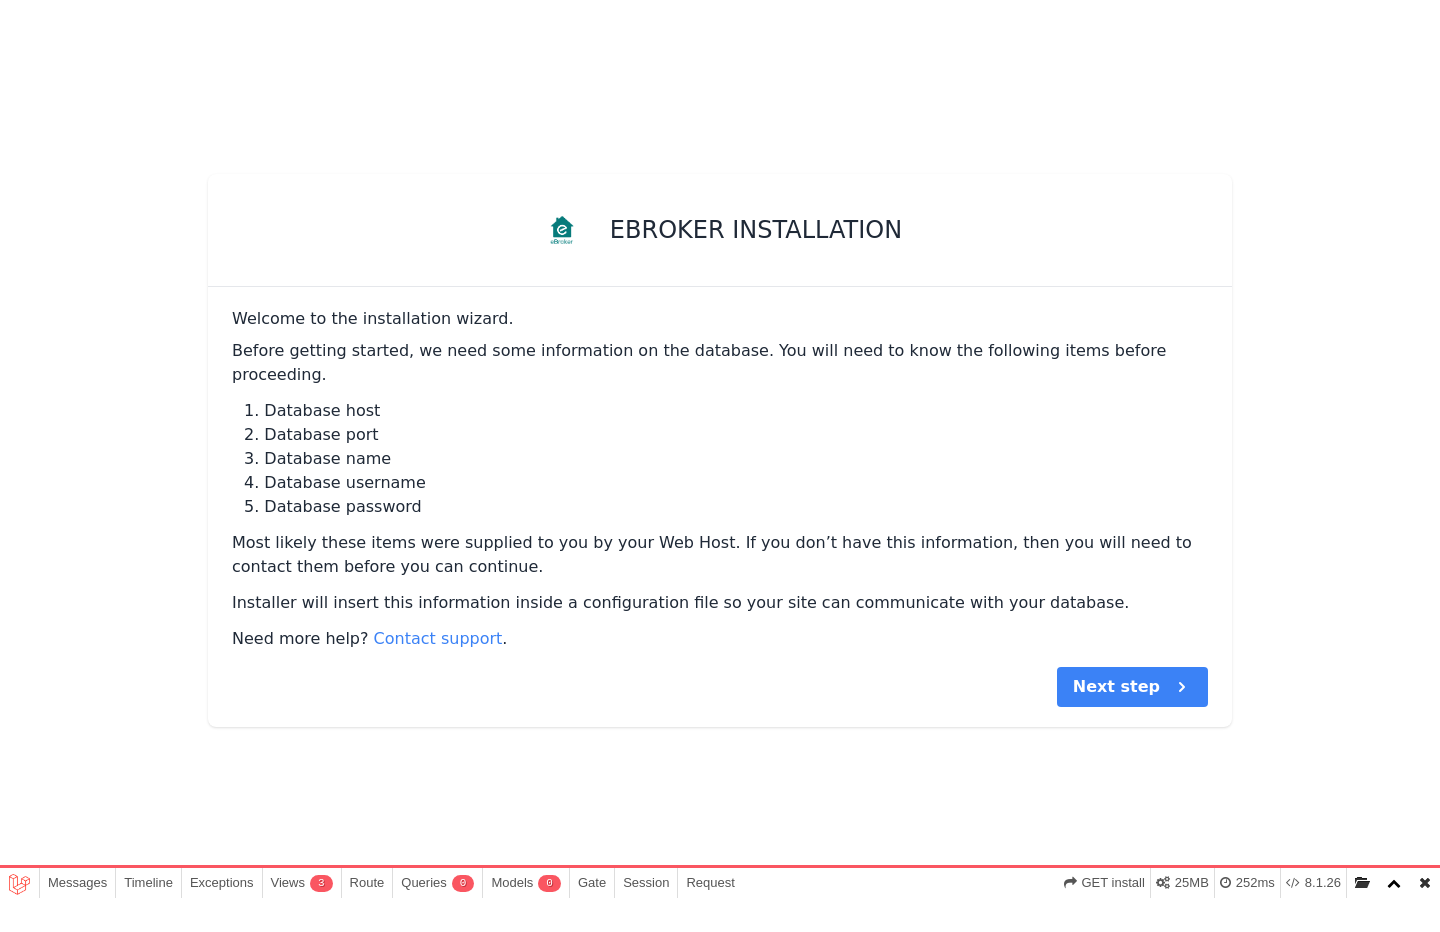 eBroker
EBROKER INSTALLATION
Welcome to the installation wizard.
Before getting started, we need some information on the database. You will need to know the following items before
proceeding.
1. Database host
2. Database port
3. Database name
4. Database username
5. Database password
Most likely these items were supplied to you by your Web Host. If you don’t have this information, then you will need to
contact them before you can continue.
Installer will insert this information inside a configuration file so your site can communicate with your database.
Need more help? Contact support.
Next step
Messages Timeline Exceptions Views 3 Route Queries 0 Models 0 Gate Session Request GET install 25MB 252ms 8.1.26